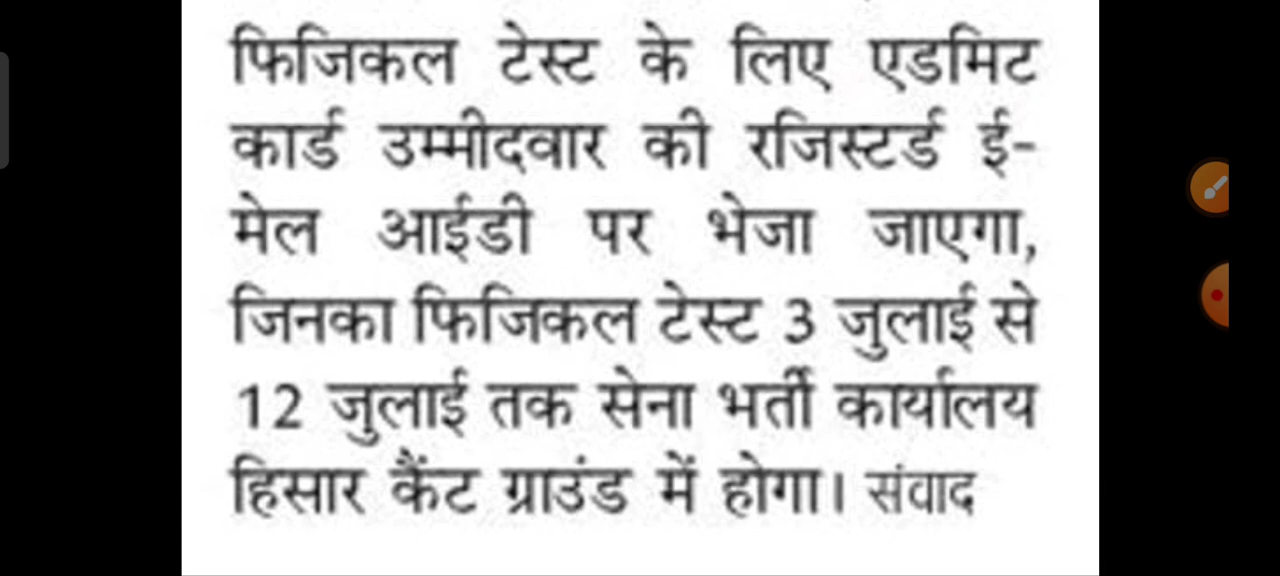 फिजिकल टेस्ट के लिए एडमिट
कार्ड उम्मीदवार की रजिस्टर्ड ई-
मेल आईडी पर भेजा जाएगा,
जिनका फिजिकल टेस्ट 3 जुलाई से
12 जुलाई तक सेना भर्ती कार्यालय
हिसार कैंट ग्राउंड में होगा। संवाद